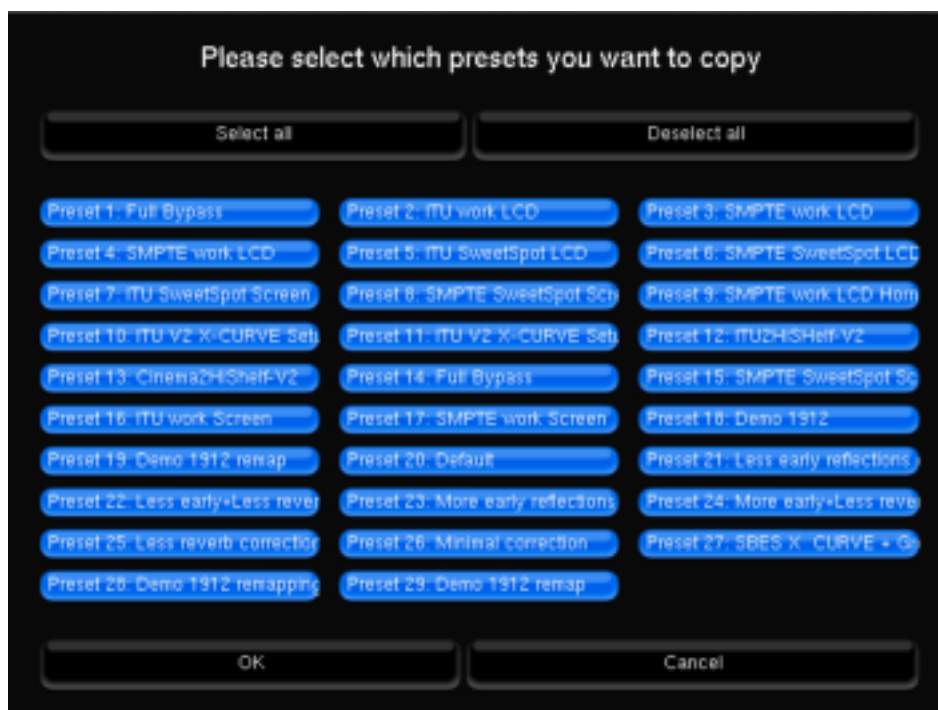 Please select which presets you want to copy
Select all Deselect all
Preset 1: Full Bypass Preset 2: ITU work LCD Preset 3: SMPTE work LCD
Preset 4: SMPTE work LCD Preset 5: ITU SweetSpot LCD Preset 6: SMPTE SweetSpot LCD
Preset 7: ITU SweetSpot Screen Preset 8: SMPTE SweetSpot Scr Preset 9: SMPTE work LCD Hom
Preset 10: ITU V2 X-CURVE Setu Preset 11: ITU V2 X-CURVE Setu Preset 12: ITU2HiSHelf-V2
Preset 13: Cinema2HiShelf-V2 Preset 14: Full Bypass Preset 15: SMPTE SweetSpot Sc
Preset 16: ITU work Screen Preset 17: SMPTE work Screen Preset 18: Demo 1912
Preset 19: Demo 1912 remap Preset 20: Default Preset 21: Less early reflections
Preset 22: Less early+Less rever Preset 23: More early reflections Preset 24: More early+Less reve
Preset 25: Less reverb correction Preset 26: Minimal correction Preset 27: SBES X CURVE +
Preset 28: Demo 1912 remapping Preset 29: Demo 1912 remap
OK Cancel